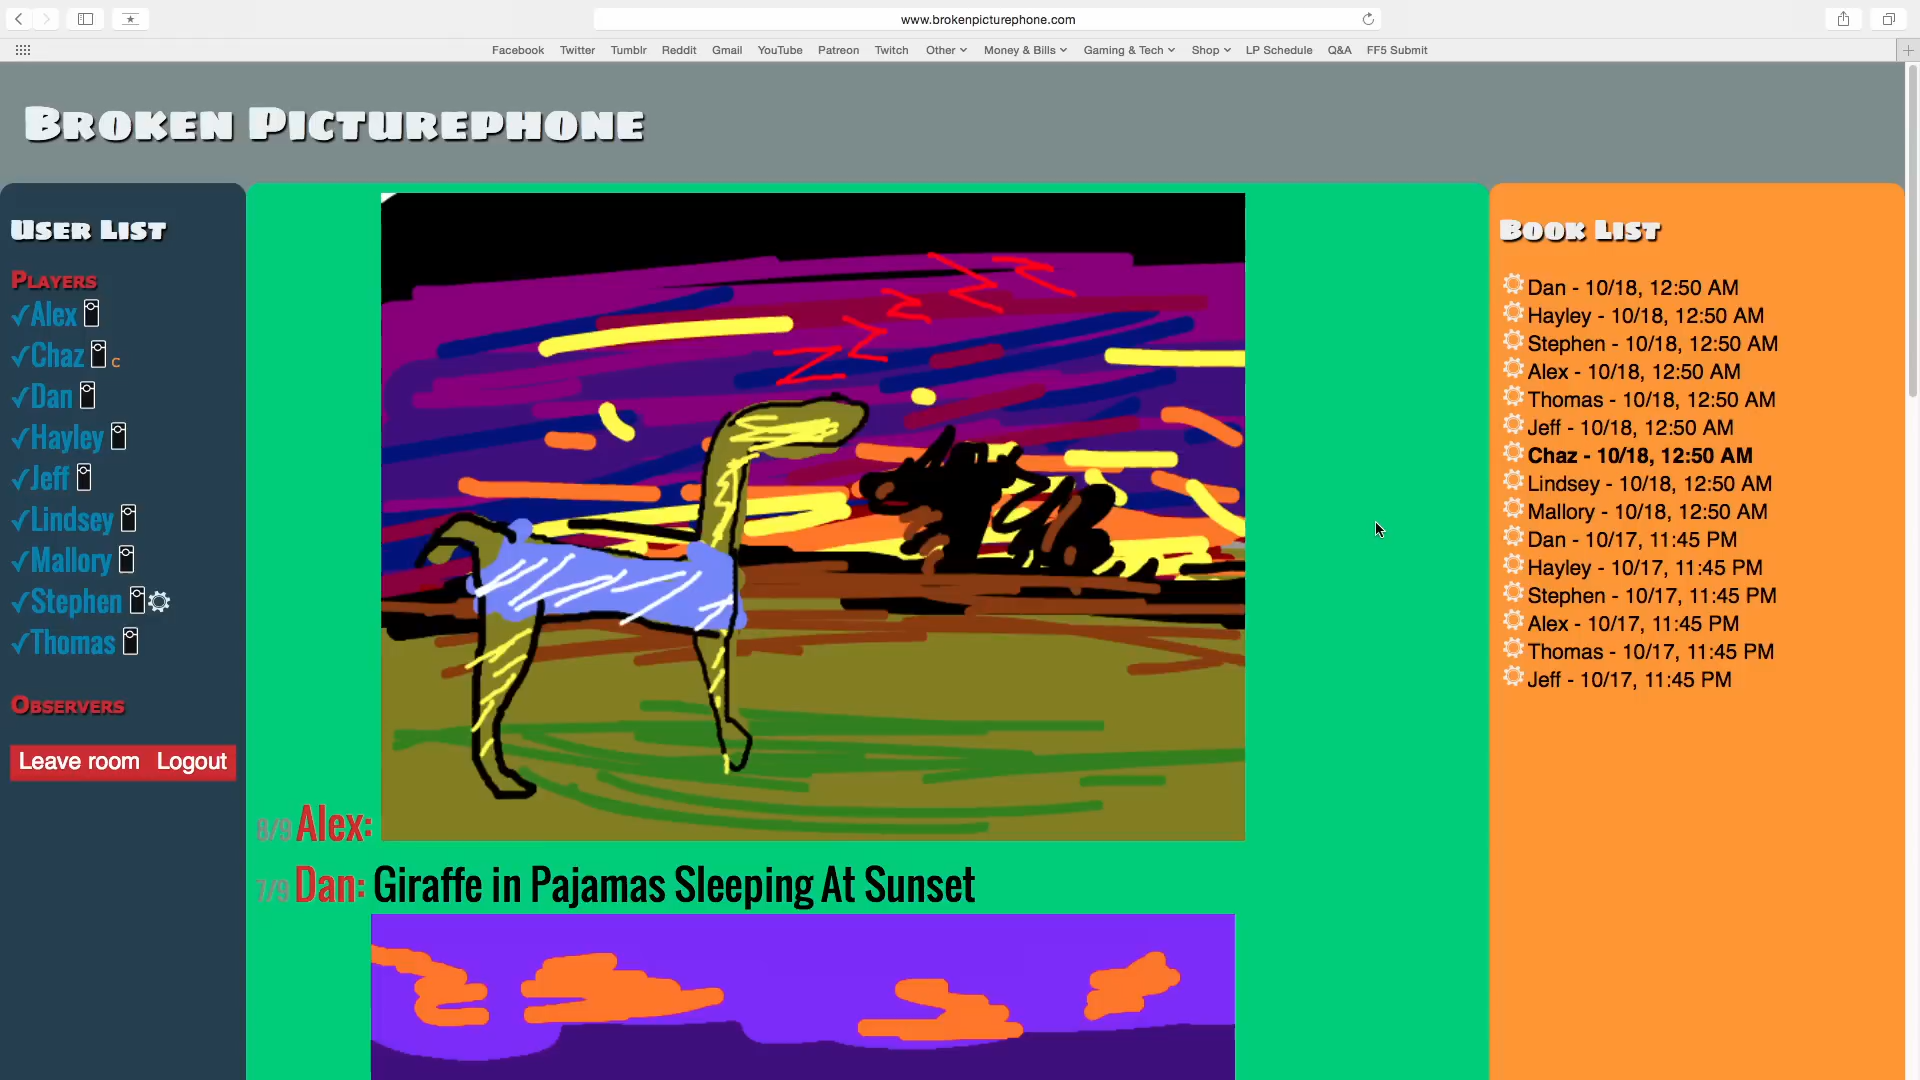 www.brokenpicturephone.com
Facebook Twitter Tumblr Reddit Gmail YouTube Patreon Twitch Other Money & Bills Gaming & Tech Shop LP Schedule Q&A FF5 Submit
Broken Picturephone
User List
Players
✓Alex
✓Chaz c
✓Dan
✓Hayley
✓Jeff
✓Lindsey
✓Mallory
✓Stephen
✓Thomas
Observers
Leave room Logout
8/9 Alex:
7/9 Dan: Giraffe in Pajamas Sleeping At Sunset
Book List
Dan - 10/18, 12:50 AM
Hayley - 10/18, 12:50 AM
Stephen - 10/18, 12:50 AM
Alex - 10/18, 12:50 AM
Thomas - 10/18, 12:50 AM
Jeff - 10/18, 12:50 AM
Chaz - 10/18, 12:50 AM
Lindsey - 10/18, 12:50 AM
Mallory - 10/18, 12:50 AM
Dan - 10/17, 11:45 PM
Hayley - 10/17, 11:45 PM
Stephen - 10/17, 11:45 PM
Alex - 10/17, 11:45 PM
Thomas - 10/17, 11:45 PM
Jeff - 10/17, 11:45 PM